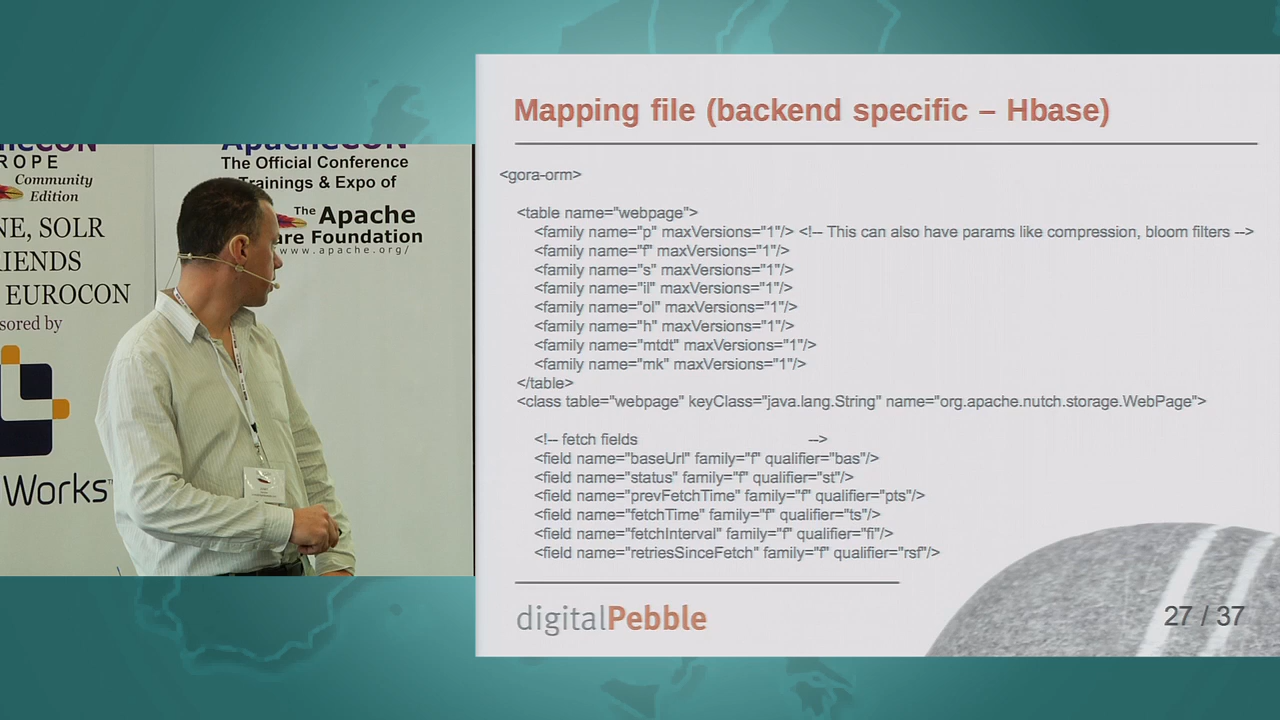 ApacheCON
ROPE
Community
Edition
NE, SOLR
IENDS
EUROCON
sored by
Works
ApacheCON
The Official Conference
Trainings & Expo of
The Apache
are Foundation
www.apache.org/
Mapping file (backend specific – Hbase)
<gora-orm>
<table name="webpage">
<family name="p" maxVersions="1"/> <!-- This can also have params like compression, bloom filters -->
<family name="f" maxVersions="1"/>
<family name="s" maxVersions="1"/>
<family name="il" maxVersions="1"/>
<family name="ol" maxVersions="1"/>
<family name="h" maxVersions="1"/>
<family name="mtdt" maxVersions="1"/>
<family name="mk" maxVersions="1"/>
</table>
<class table="webpage" keyClass="java.lang.String" name="org.apache.nutch.storage.WebPage">
<!-- fetch fields -->
<field name="baseUrl" family="f" qualifier="bas"/>
<field name="status" family="f" qualifier="st"/>
<field name="prevFetchTime" family="f" qualifier="pts"/>
<field name="fetchTime" family="f" qualifier="ts"/>
<field name="fetchInterval" family="f" qualifier="fi"/>
<field name="retriesSinceFetch" family="f" qualifier="rsf"/>
digitalPebble
27 / 37